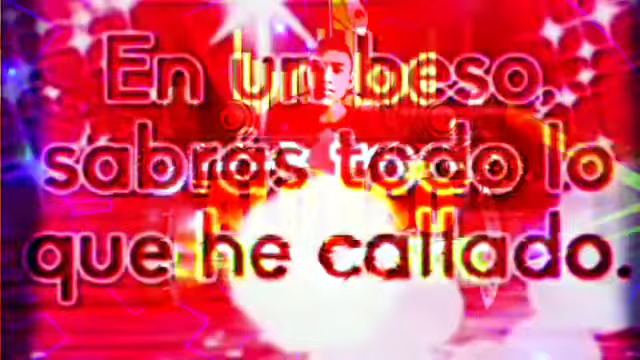 En un beso,
sabrás todo lo
que he callado.